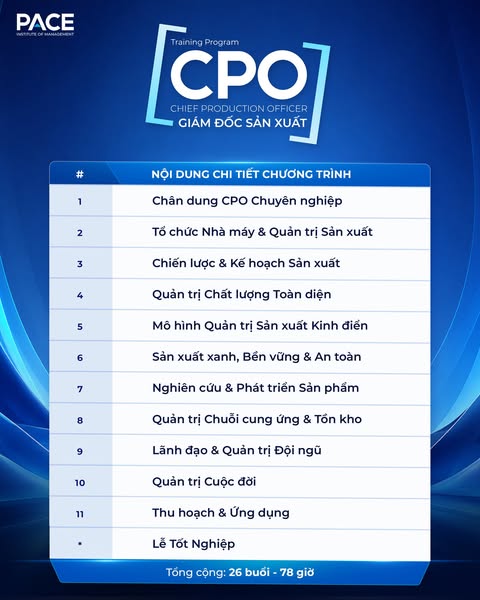 PACE
INSTITUTE OF MANAGEMENT
Training Program
CPO
CHIEF PRODUCTION OFFICER
GIÁM ĐỐC SẢN XUẤT
# NỘI DUNG CHI TIẾT CHƯƠNG TRÌNH
1 Chân dung CPO Chuyên nghiệp
2 Tổ chức Nhà máy & Quản trị Sản xuất
3 Chiến lược & Kế hoạch Sản xuất
4 Quản trị Chất lượng Toàn diện
5 Mô hình Quản trị Sản xuất Kinh điển
6 Sản xuất xanh, Bền vững & An toàn
7 Nghiên cứu & Phát triển Sản phẩm
8 Quản trị Chuỗi cung ứng & Tồn kho
9 Lãnh đạo & Quản trị Đội ngũ
10 Quản trị Cuộc đời
11 Thu hoạch & Ứng dụng
* Lễ Tốt Nghiệp
Tổng cộng: 26 buổi - 78 giờ